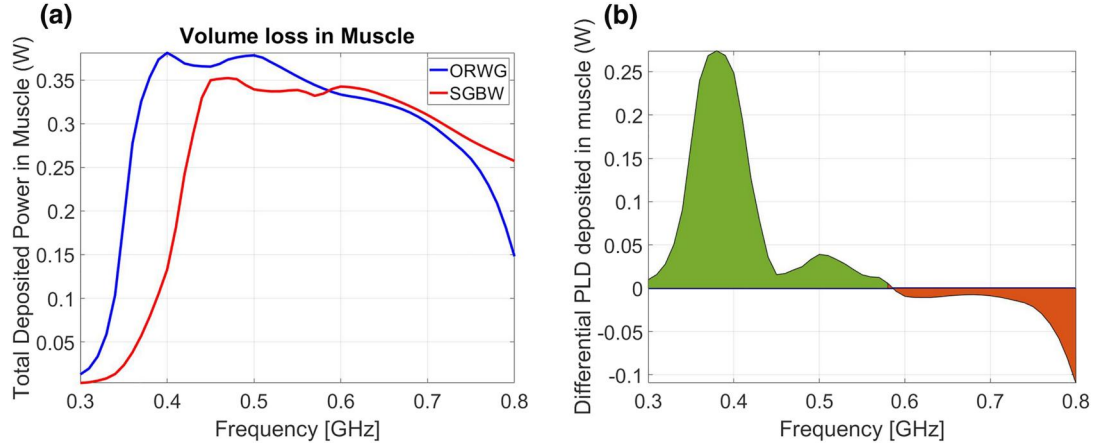 (a)
Volume loss in Muscle
Total Deposited Power in Muscle (W)
0.35
0.3
0.25
0.2
0.15
0.1
0.05
ORWG
SGBW
0.3 0.4 0.5 0.6 0.7 0.8
Frequency [GHz]
(b)
Differential PLD deposited in muscle (W)
0.25
0.2
0.15
0.1
0.05
0
-0.05
-0.1
0.3 0.4 0.5 0.6 0.7 0.8
Frequency [GHz]